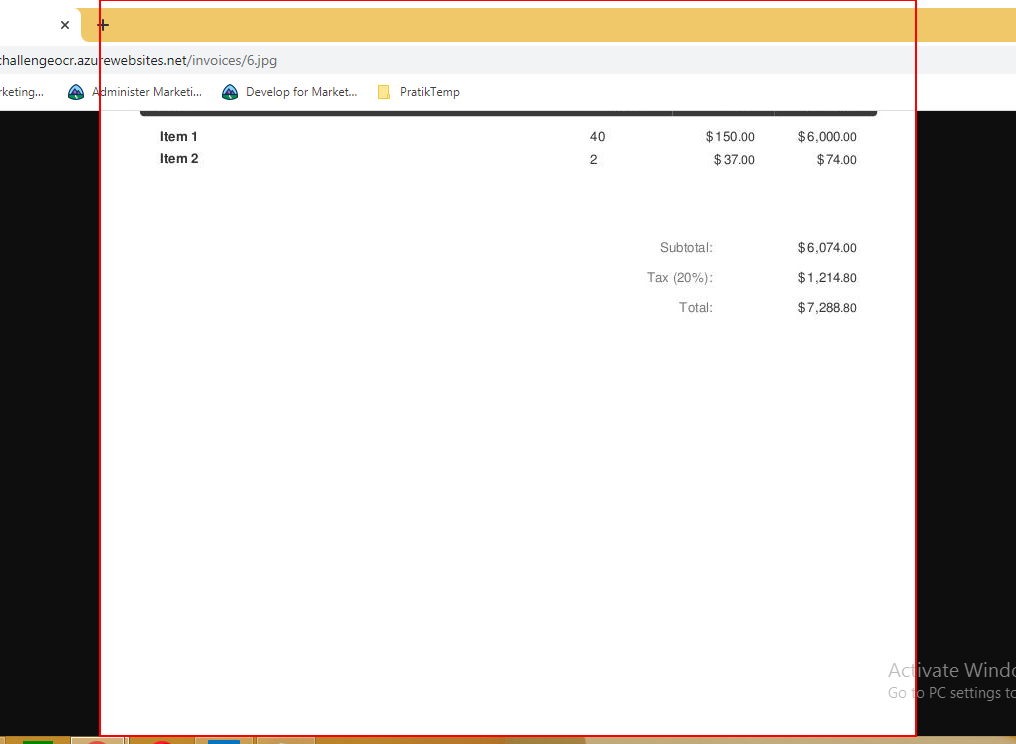 × +
challengeocr.azurewebsites.net/invoices/6.jpg
rketing... Administer Marketi... Develop for Market... PratikTemp
Item 1 40 $150.00 $6,000.00
Item 2 2 $37.00 $74.00
Subtotal: $6,074.00
Tax (20%): $1,214.80
Total: $7,288.80
Activate Windo
Go to PC settings to